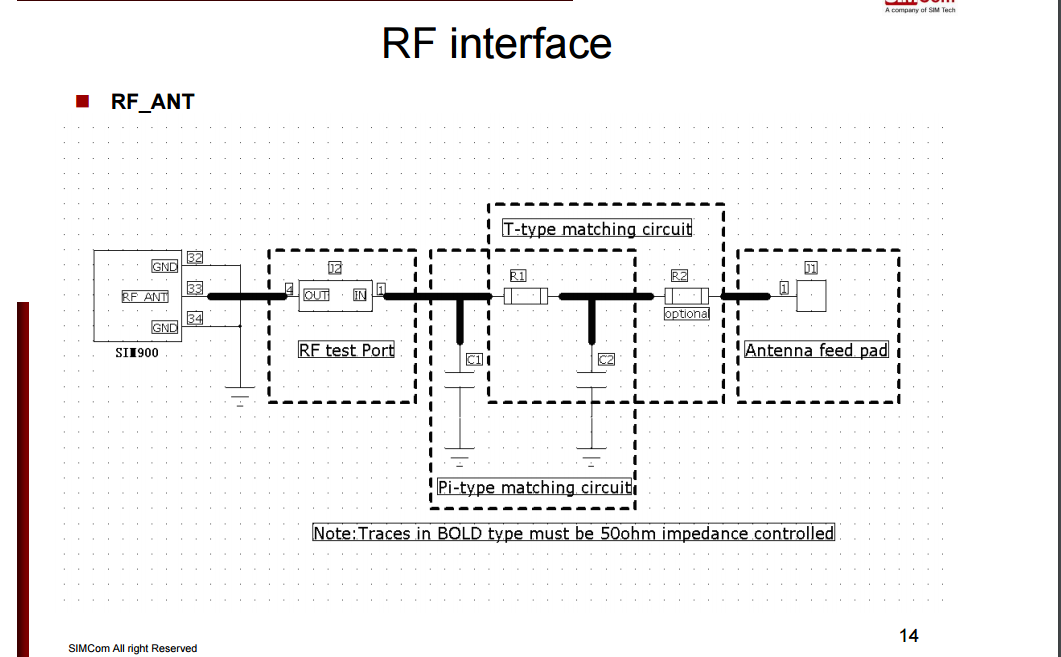 A company of SIM Tech
RF interface
RF_ANT
T-type matching circuit
32
GND
J2
R1
R2
J1
33
RF_ANT
4
OUT
IN
1
1
34
GND
optional
SIM900
RF test Port
C1
C2
Antenna feed pad
Pi-type matching circuit
Note:Traces in BOLD type must be 50ohm impedance controlled
14
SIMCom All right Reserved